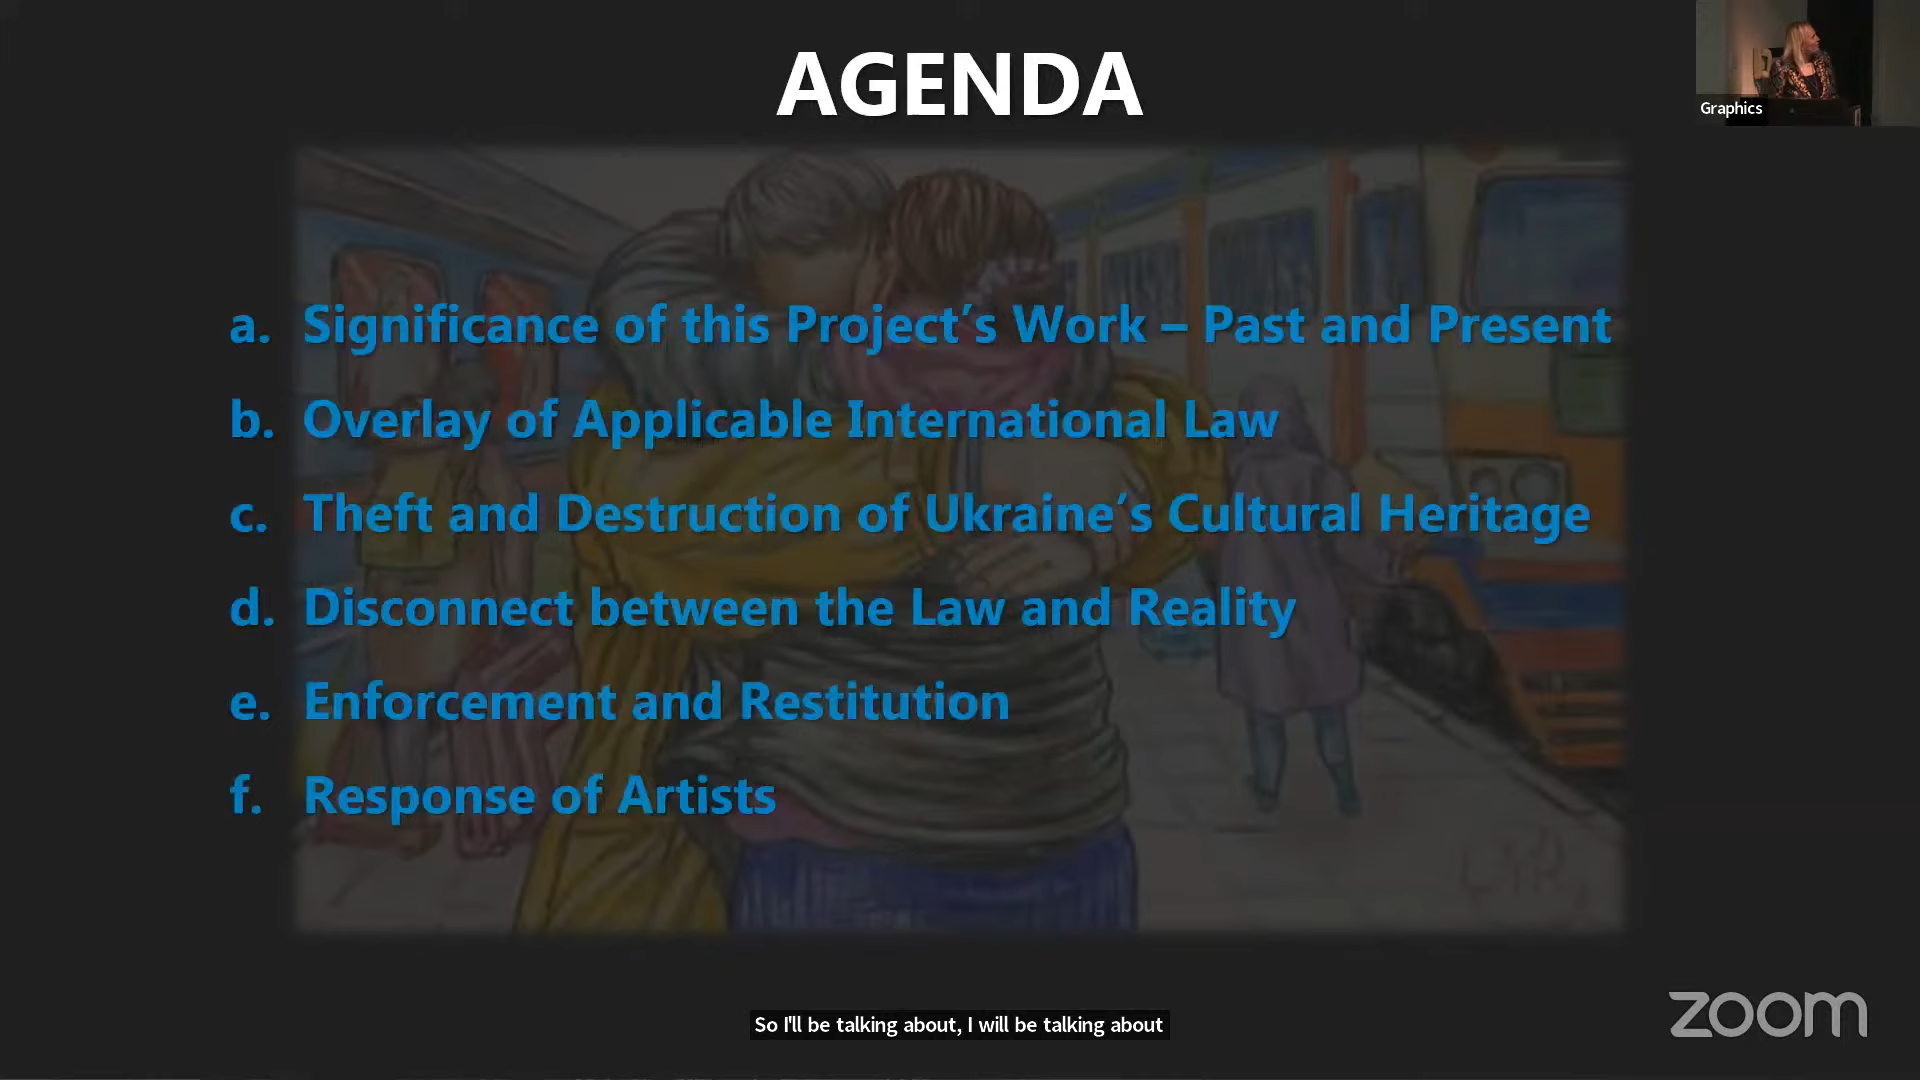 AGENDA
Graphics
a. Significance of this Project's Work – Past and Present
b. Overlay of Applicable International Law
c. Theft and Destruction of Ukraine's Cultural Heritage
d. Disconnect between the Law and Reality
e. Enforcement and Restitution
f. Response of Artists
So I'll be talking about, I will be talking about
zoom